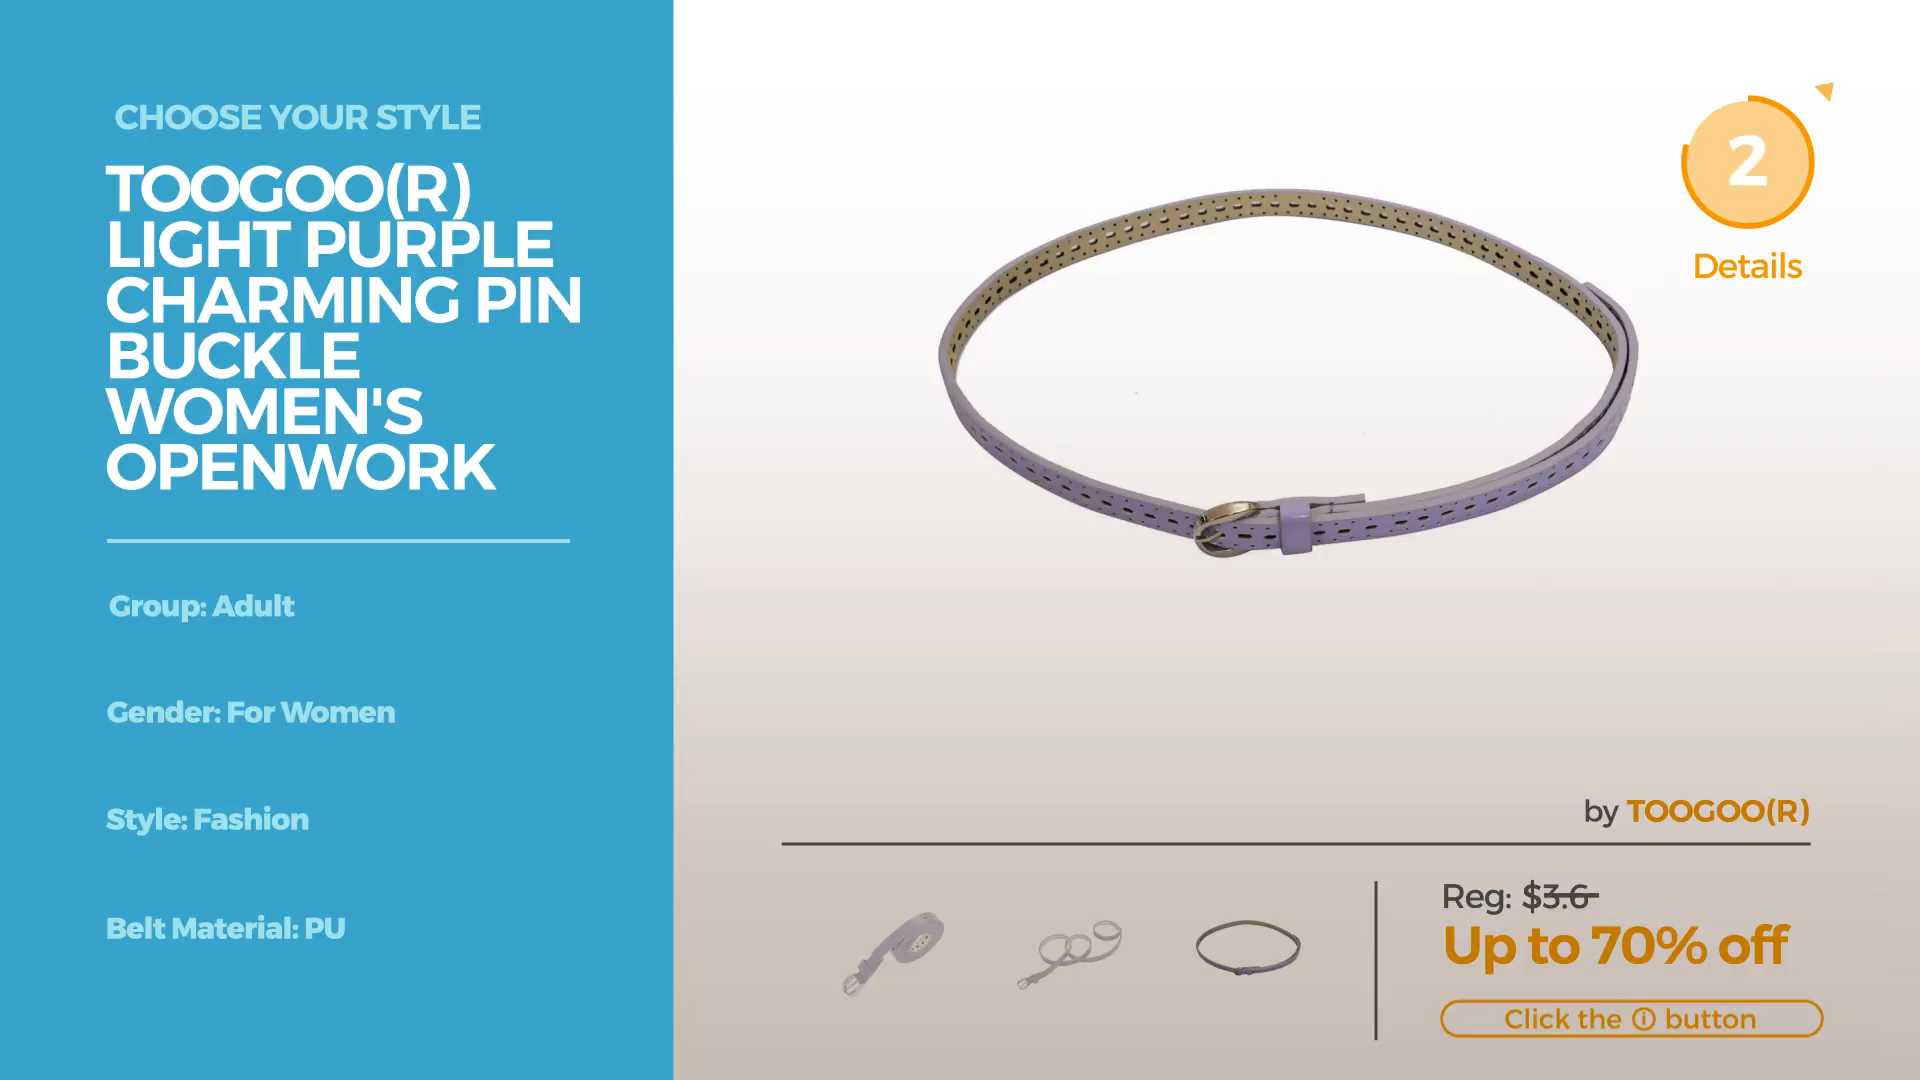 CHOOSE YOUR STYLE
TOOGOO(R)
LIGHT PURPLE
CHARMING PIN
BUCKLE
WOMEN'S
OPENWORK
Group: Adult
Gender: For Women
Style: Fashion
Belt Material: PU
2
Details
by TOOGOO(R)
Reg: $3.6
Up to 70% off
Click the ⓘ button